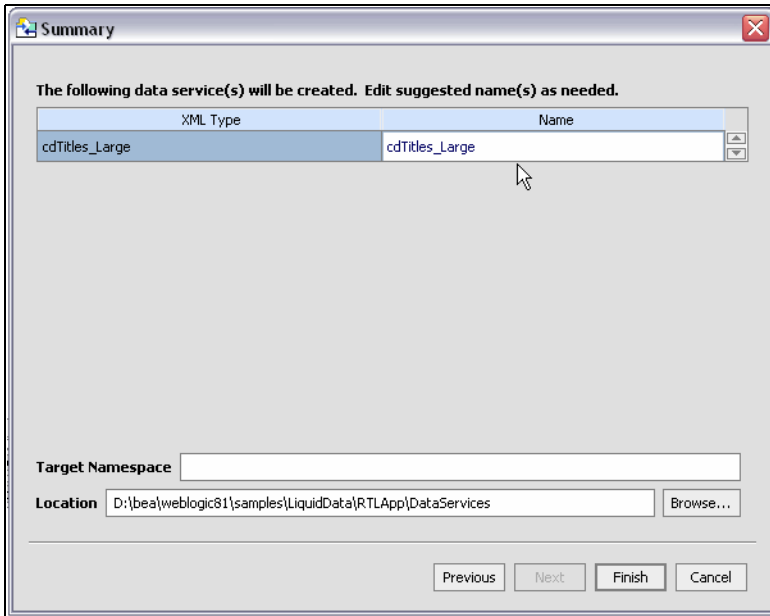 Summary
The following data service(s) will be created. Edit suggested name(s) as needed.
XML Type Name
cdTitles_Large cdTitles_Large
Target Namespace
Location D:\bea\weblogic81\samples\LiquidData\RTLApp\DataServices Browse...
Previous Next Finish Cancel